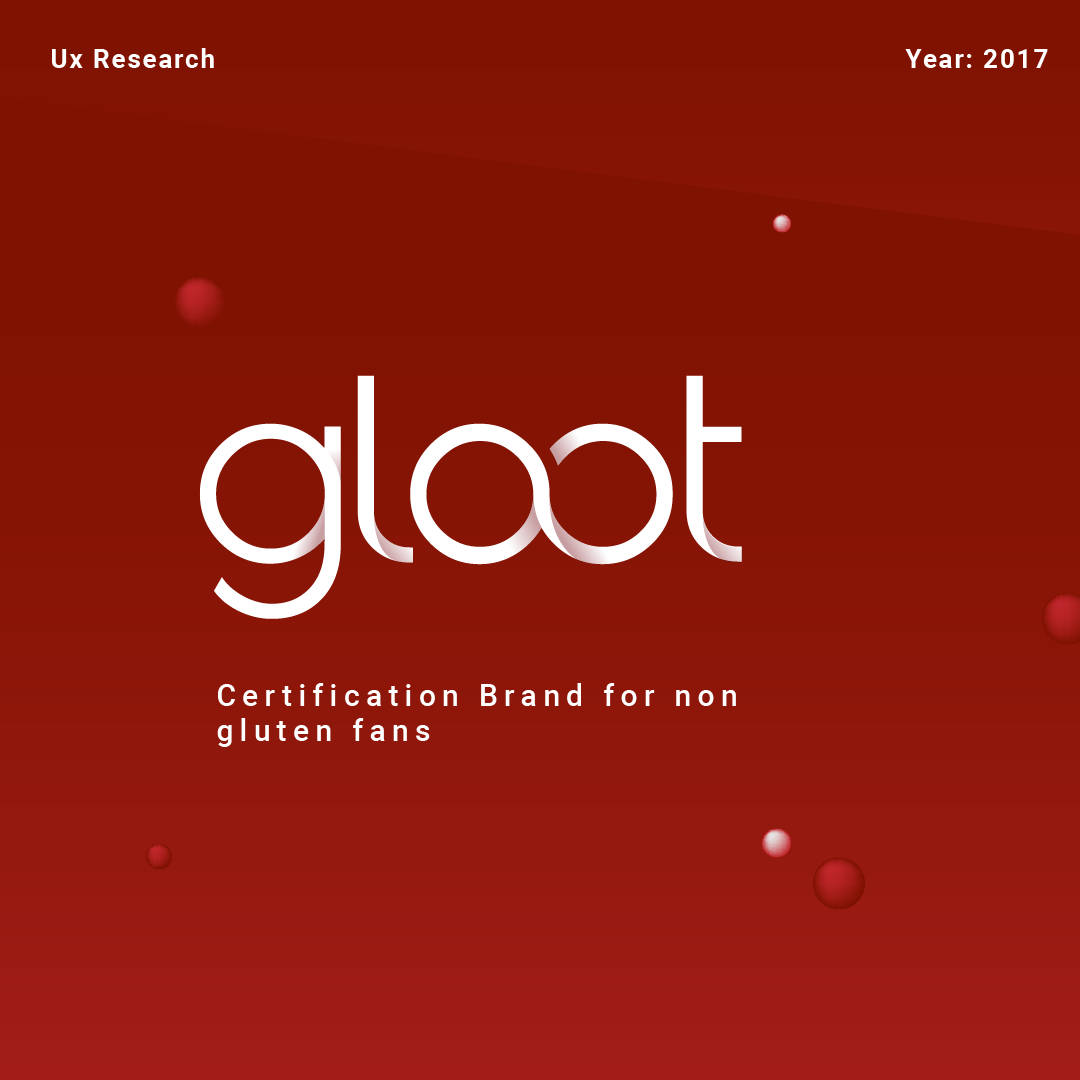 Ux Research
Year: 2017
gloot
Certification Brand for non
gluten fans